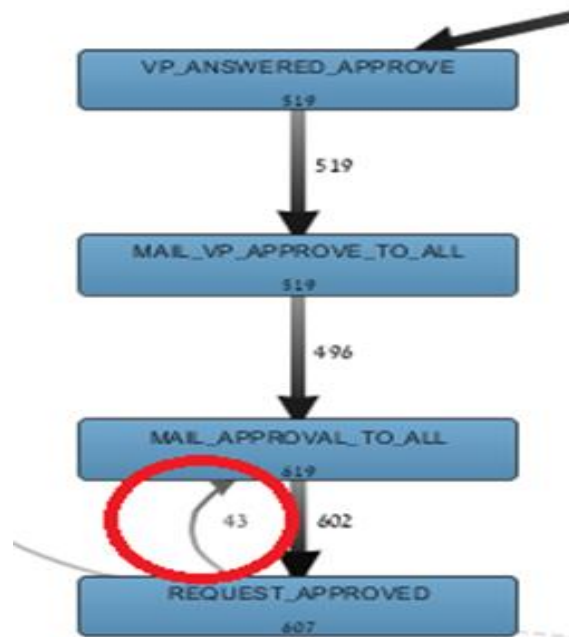 VP_ANSWERED_APPROVE
519
519
MAIL_VP_APPROVE_TO_ALL
519
496
MAIL_APPROVAL_TO_ALL
619
43 602
REQUEST_APPROVED
607